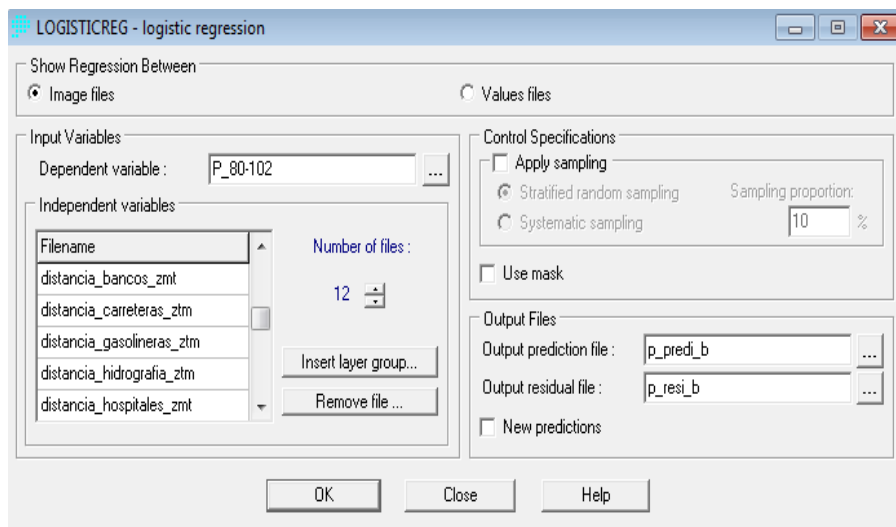 LOGISTICREG - logistic regression
Show Regression Between
Image files
Values files
Input Variables
Dependent variable :
P_80-102
...
Independent variables
Filename
distancia_bancos_zmt
distancia_carreteras_ztm
distancia_gasolineras_ztm
distancia_hidrografia_ztm
distancia_hospitales_zmt
Number of files :
12
Insert layer group...
Remove file ...
Control Specifications
Apply sampling
Stratified random sampling
Systematic sampling
Sampling proportion:
10 %
Use mask
Output Files
Output prediction file :
p_predi_b
...
Output residual file :
p_resi_b
...
New predictions
OK
Close
Help